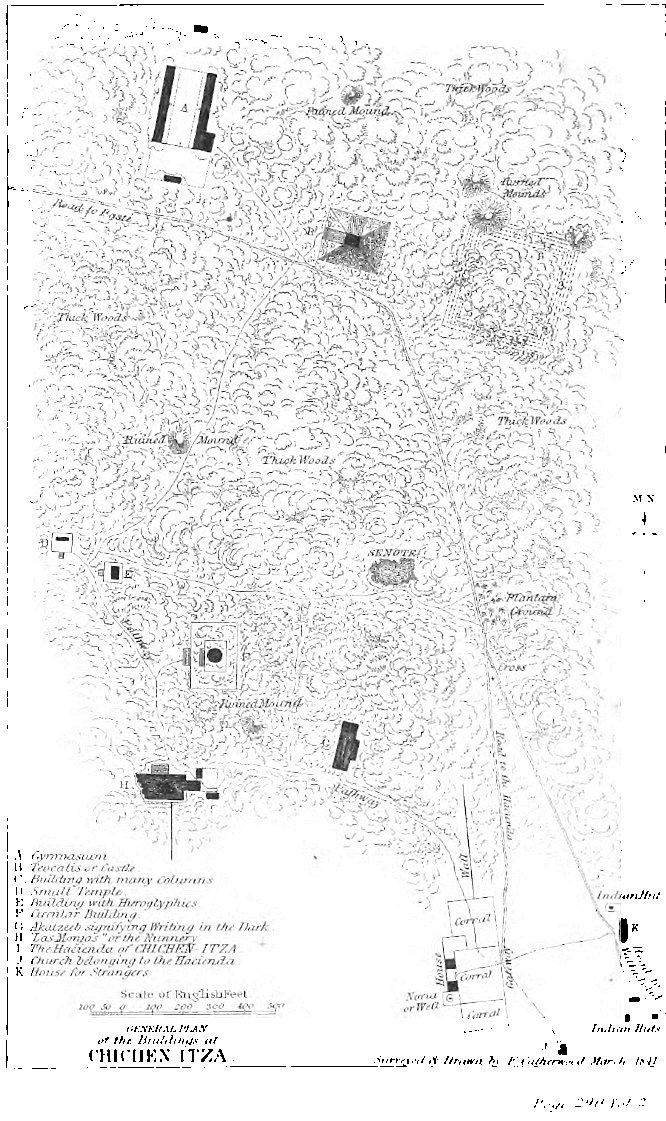 A
Ruined Mound
Thick Woods
Ruined
Mounds
Road to
B
Thick Woods
Thick Woods
Ruined Mound
Thick Woods
M N
D
E
SENOTE
Plantain
Ground
Pathway
Cross
Ruined Mound
Road to the Hacienda
H
Pathway
Wall
A Gymnasium
B Teocalis or Castle
C Building with many Columns
D Small Temple.
E Building with Hieroglyphics.
F Circular Building.
G Akatzeeb signifying Writing in the Dark.
H "Las Monjas" or the Nunnery
I The Hacienda of CHICHEN-ITZA
J Church belonging to the Hacienda
K House for Strangers
Indian Hut
K
Corral
House
Corral
Gateway
Road to
Noria
or Well
Corral
Indian Huts
J
Scale of English Feet
100 50 0 100 200 300 400 500
GENERAL PLAN
of the Buildings at
CHICHEN ITZA.
Surveyed & Drawn by F. Catherwood March 1841
Page 290 Vol 2